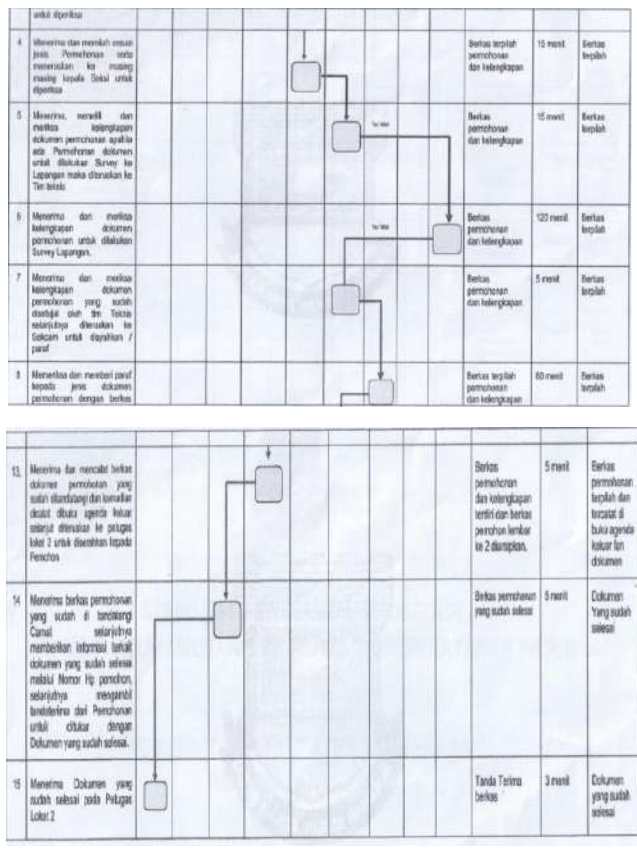 untuk diperiksa
4 Menerima dan memilah sesuai
jenis Permohonan serta
meneruskan ke masing
masing kepala Seksi untuk
diperiksa
Berkas terpilah
permohonan
dan kelengkapan
15 menit
Berkas
terpilah
5 Menerima, meneliti dan
meriksa kelengkapan
dokumen permohonan apabila
ada Permohonan dokumen
untuk dilakukan Survey ke
Lapangan maka diteruskan ke
Tim teknis
Berkas
permohonan
dan kelengkapan
15 menit
Berkas
terpilah
6 Menerima dan meriksa
kelengkapan dokumen
permohonan untuk dilakukan
Survey Lapangan.
Berkas
permohonan
dan kelengkapan
120 menit
Berkas
terpilah
7 Menerima dan meriksa
kelengkapan dokumen
permohonan yang sudah
disetujui oleh tim Teknis
selanjutnya diteruskan ke
Sekcam untuk disyahkan /
paraf
Berkas
permohonan
dan kelengkapan
5 menit
Berkas
terpilah
8 Memeriksa dan memberi paraf
kepada jenis dokumen
permohonan dengan berkas
Berkas terpilah
permohonan
dan kelengkapan
60 menit
Berkas
terpilah
13. Menerima dan mencatat berkas
dokumen permohonan yang
sudah ditandatangi dan kemudian
dicatat dibuku agenda keluar
selanjut diteruskan ke petugas
loket 2 untuk diserahkan kepada
Pemohon
Berkas
permohonan
dan kelengkapan
terdiri dari berkas
pemohon lembar
ke 2 diarsipkan.
5 menit
Berkas
permohonan
terpilah dan
tercatat di
buku agenda
keluar
dokumen
14 Menerima berkas permohonan
yang sudah di tandatangi
Camat selanjutnya
memberikan informasi terkait
dokumen yang sudah selesai
melalui Nomor Hp pemohon,
selanjutnya mengambil
tandaterima dari Pemohonan
untuk ditukar dengan
Dokumen yang sudah selesai.
Berkas permohonan
yang sudah selesai
5 menit
Dokumen
Yang sudah
selesai
15 Menerima Dokumen yang
sudah selesai pada Petugas
Loket 2
Tanda Terima
berkas
3 menit
Dokumen
yang sudah
selesai